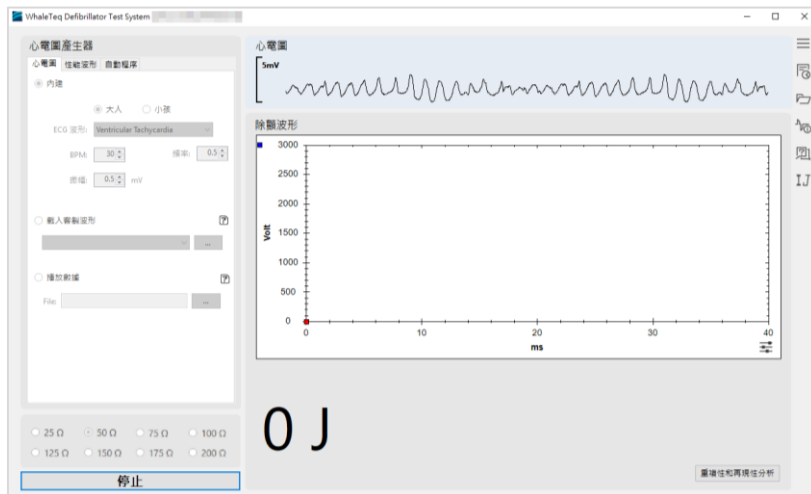 WhaleTeq Defibrillator Test System
心電圖產生器
心電圖 性能波形 自動程序
內建
大人 小孩
ECG 波形: Ventricular Tachycardia
BPM: 30 頻率: 0.5
振幅: 0.5 mV
載入客製波形
...
播放數據
File: ...
25 Ω 50 Ω 75 Ω 100 Ω
125 Ω 150 Ω 175 Ω 200 Ω
停止
心電圖
5mV
除顫波形
3000
2500
2000
1500
1000
500
0
Volt
0 10 20 30 40
ms
0 J
重複性和再現性分析
IJ